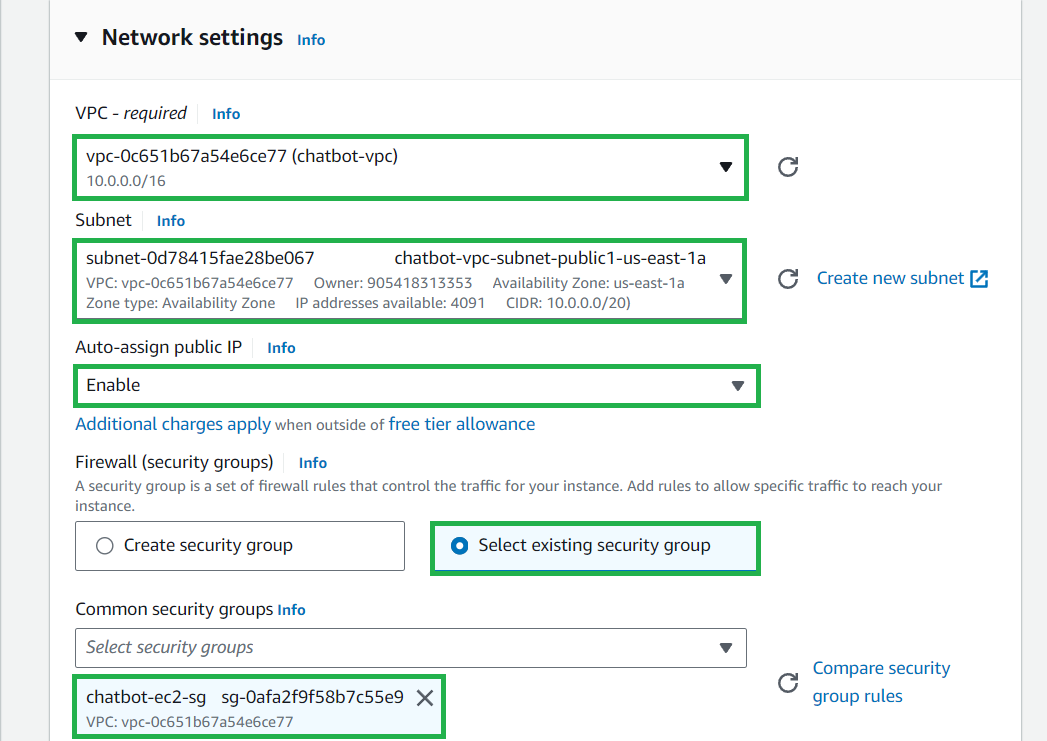 Network settings Info
VPC - required Info
vpc-0c651b67a54e6ce77 (chatbot-vpc)
10.0.0.0/16
Subnet Info
subnet-0d78415fae28be067 chatbot-vpc-subnet-public1-us-east-1a
VPC: vpc-0c651b67a54e6ce77 Owner: 905418313353 Availability Zone: us-east-1a
Zone type: Availability Zone IP addresses available: 4091 CIDR: 10.0.0.0/20)
Create new subnet
Auto-assign public IP Info
Enable
Additional charges apply when outside of free tier allowance
Firewall (security groups) Info
A security group is a set of firewall rules that control the traffic for your instance. Add rules to allow specific traffic to reach your
instance.
Create security group
Select existing security group
Common security groups Info
Select security groups
chatbot-ec2-sg sg-0afa2f9f58b7c55e9
VPC: vpc-0c651b67a54e6ce77
Compare security
group rules